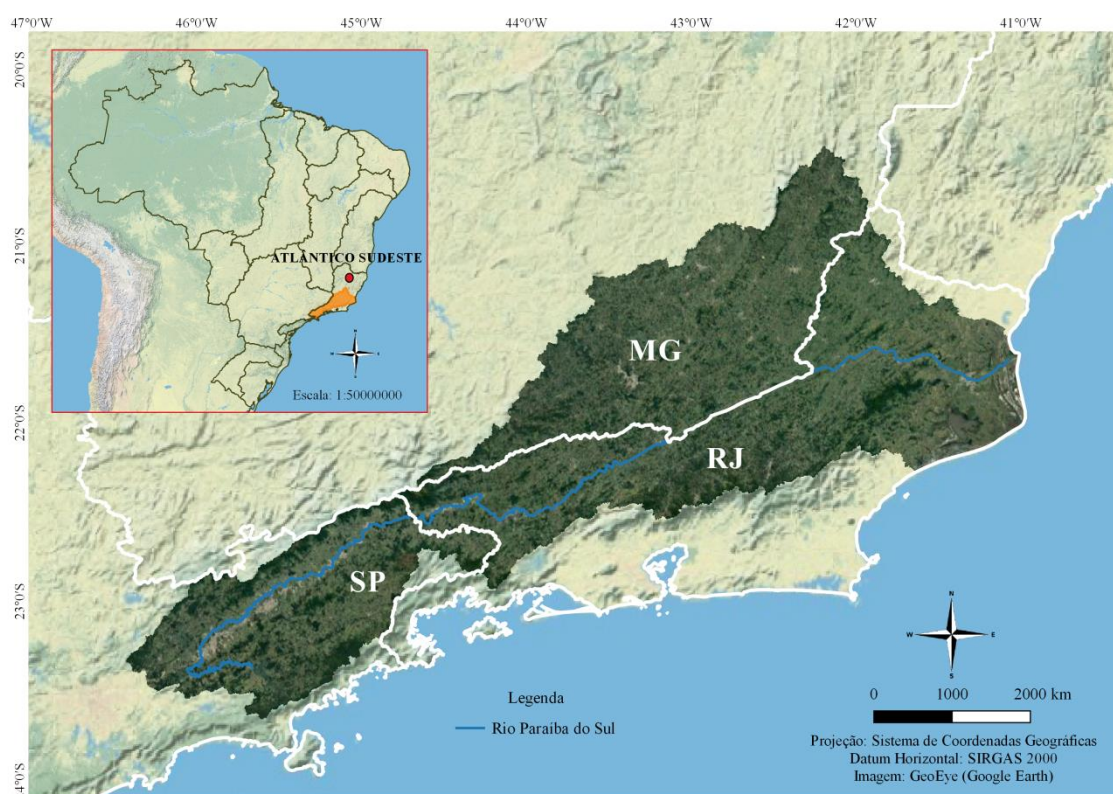 47°0'W 46°0'W 45°0'W 44°0'W 43°0'W 42°0'W 41°0'W
20°0'S
21°0'S
22°0'S
23°0'S
4°0'S
ATLÂNTICO SUDESTE
N
W E
S
Escala: 1:50000000
MG
RJ
SP
N
W E
S
Legenda
Rio Paraíba do Sul
0 1000 2000 km
Projeção: Sistema de Coordenadas Geográficas
Datum Horizontal: SIRGAS 2000
Imagem: GeoEye (Google Earth)